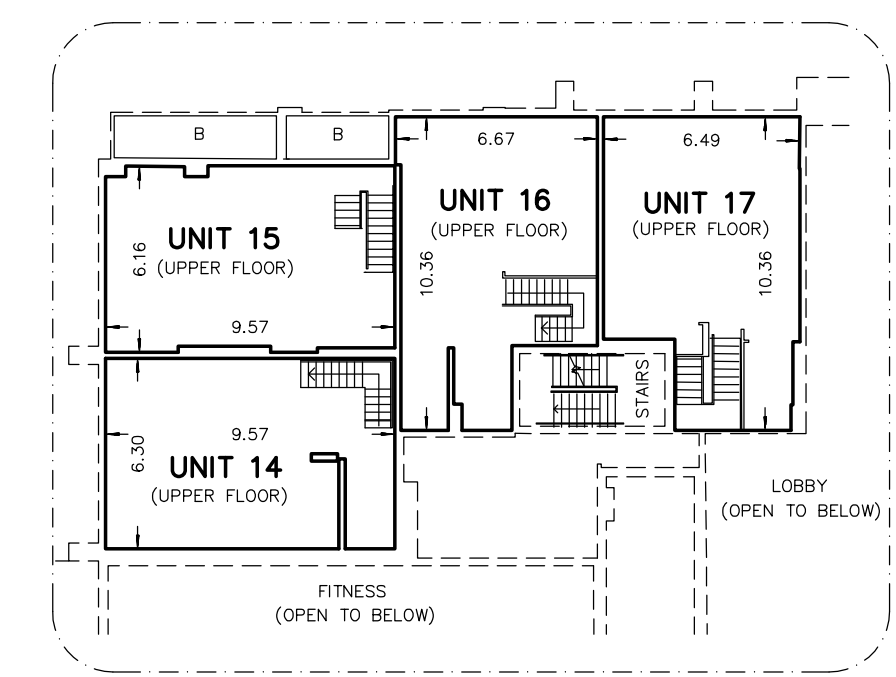 B
B
6.67
6.49
UNIT 16
(UPPER FLOOR)
UNIT 17
(UPPER FLOOR)
UNIT 15
(UPPER FLOOR)
6.16
10.36
10.36
9.57
STAIRS
9.57
6.30
UNIT 14
(UPPER FLOOR)
LOBBY
(OPEN TO BELOW)
FITNESS
(OPEN TO BELOW)